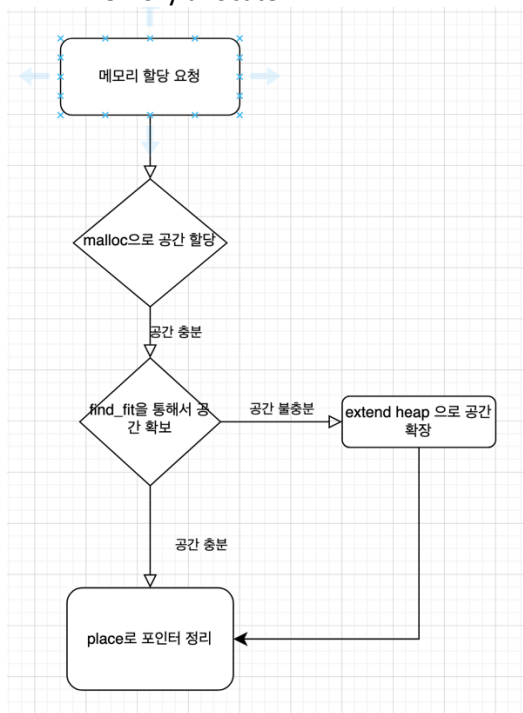 메모리 할당 요청
malloc으로 공간 할당
공간 충분
find_fit을 통해서 공
간 확보
공간 불충분
extend heap 으로 공간
확장
공간 충분
place로 포인터 정리